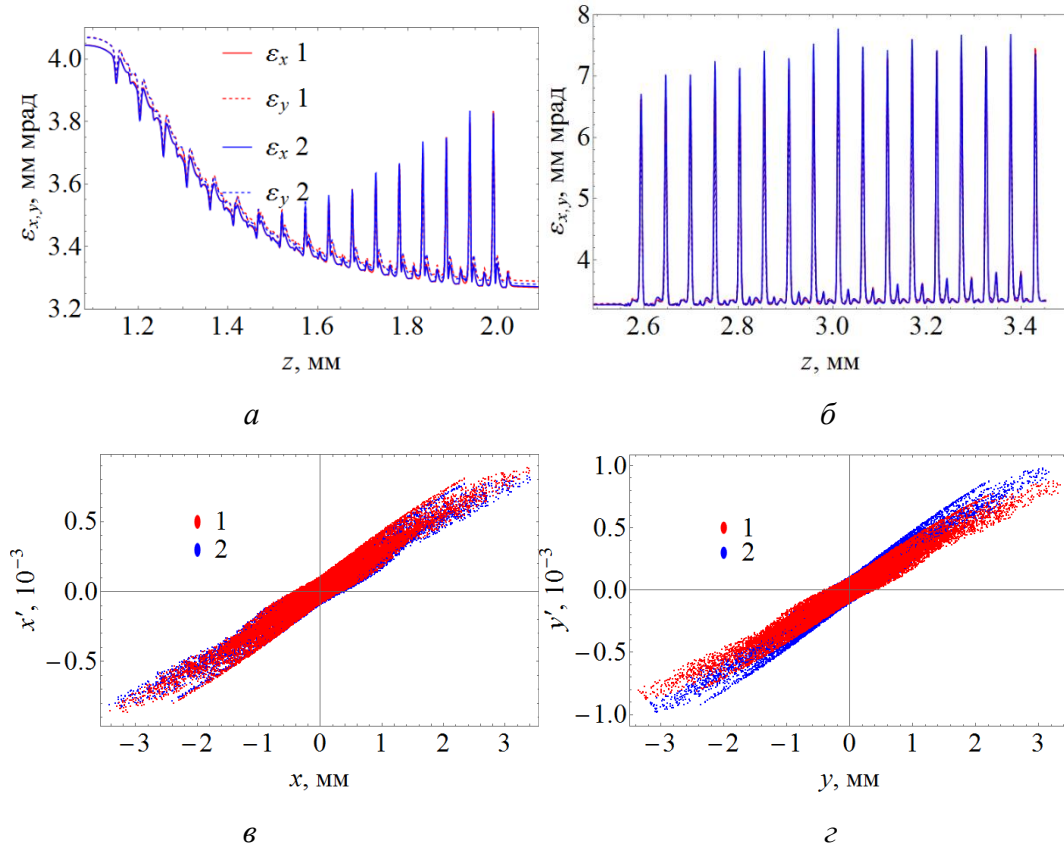 εx,y, мм мрад
4.0
3.8
3.6
3.4
3.2
εx 1
εy 1
εx 2
εy 2
1.2 1.4 1.6 1.8 2.0
z, мм
а
εx,y, мм мрад
8
7
6
5
4
2.6 2.8 3.0 3.2 3.4
z, мм
б
x′, 10⁻³
0.5
0.0
−0.5
1
2
−3 −2 −1 0 1 2 3
x, мм
в
y′, 10⁻³
1.0
0.5
0.0
−0.5
−1.0
1
2
−3 −2 −1 0 1 2 3
y, мм
г